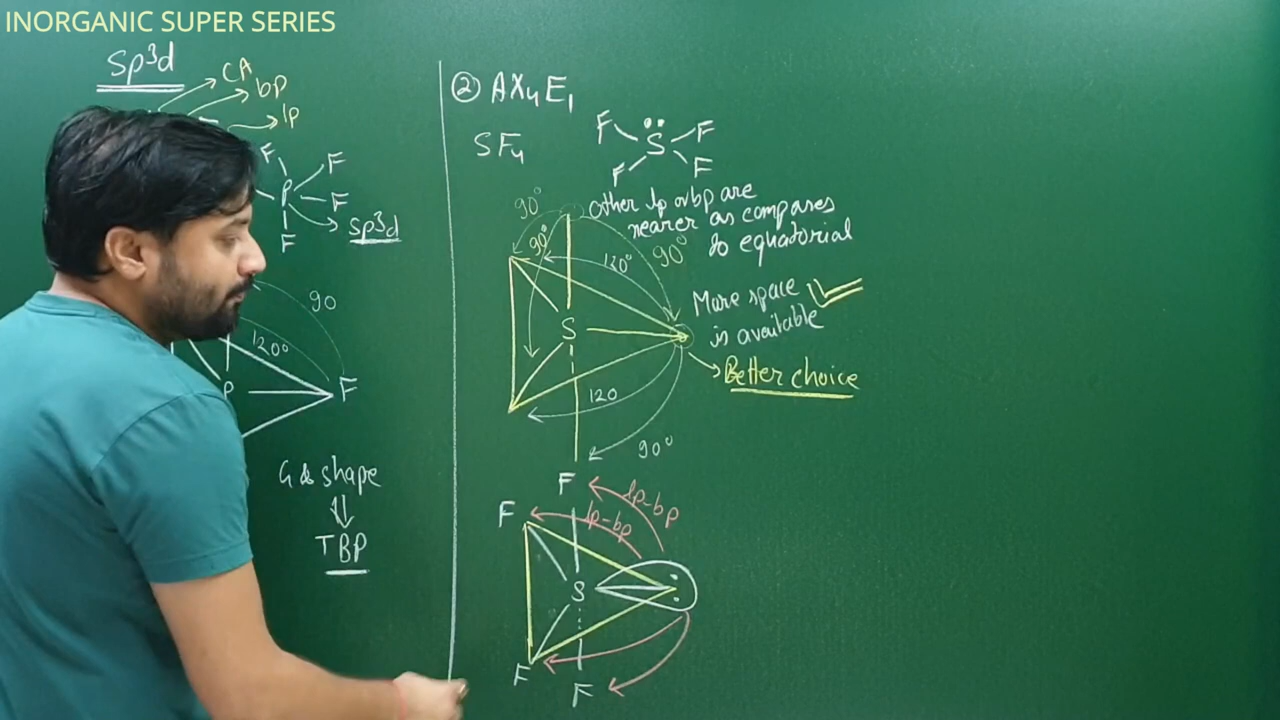 INORGANIC SUPER SERIES
Sp³d
CA
bp
lp
F
F
P
F
F
sp³d
90
120°
P
F
G & shape
⇓
TBP
② AX₄E₁
SF₄
F
S
F
F
F
90°
other lp or bp are
nearer as compares
to equatorial
90°
120°
90°
More space
is available
S
Better choice
120
90°
F
lp-bp
F
lp-bp
S
F
F